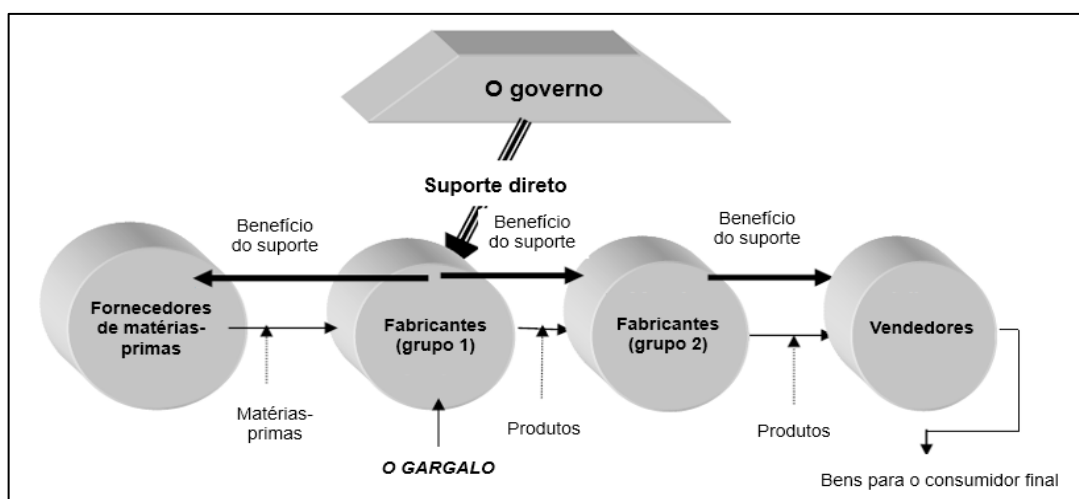 O governo
Suporte direto
Benefício
do suporte
Benefício
do suporte
Benefício
do suporte
Fornecedores
de matérias-
primas
Fabricantes
(grupo 1)
Fabricantes
(grupo 2)
Vendedores
Matérias-
primas
Produtos
Produtos
O GARGALO
Bens para o consumidor final